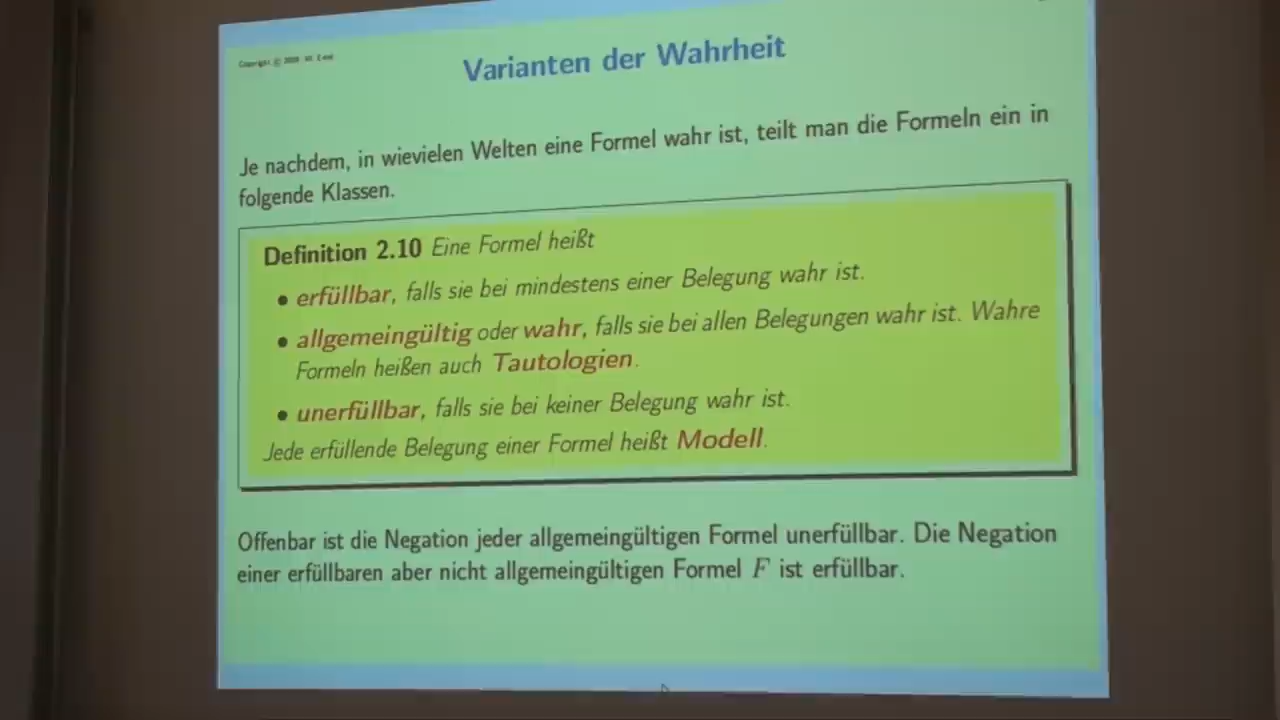 Copyright © 2009 W. Ertel
Varianten der Wahrheit
Je nachdem, in wievielen Welten eine Formel wahr ist, teilt man die Formeln ein in
folgende Klassen.
Definition 2.10 Eine Formel heißt
• erfüllbar, falls sie bei mindestens einer Belegung wahr ist.
• allgemeingültig oder wahr, falls sie bei allen Belegungen wahr ist. Wahre
Formeln heißen auch Tautologien.
• unerfüllbar, falls sie bei keiner Belegung wahr ist.
Jede erfüllende Belegung einer Formel heißt Modell.
Offenbar ist die Negation jeder allgemeingültigen Formel unerfüllbar. Die Negation
einer erfüllbaren aber nicht allgemeingültigen Formel F ist erfüllbar.